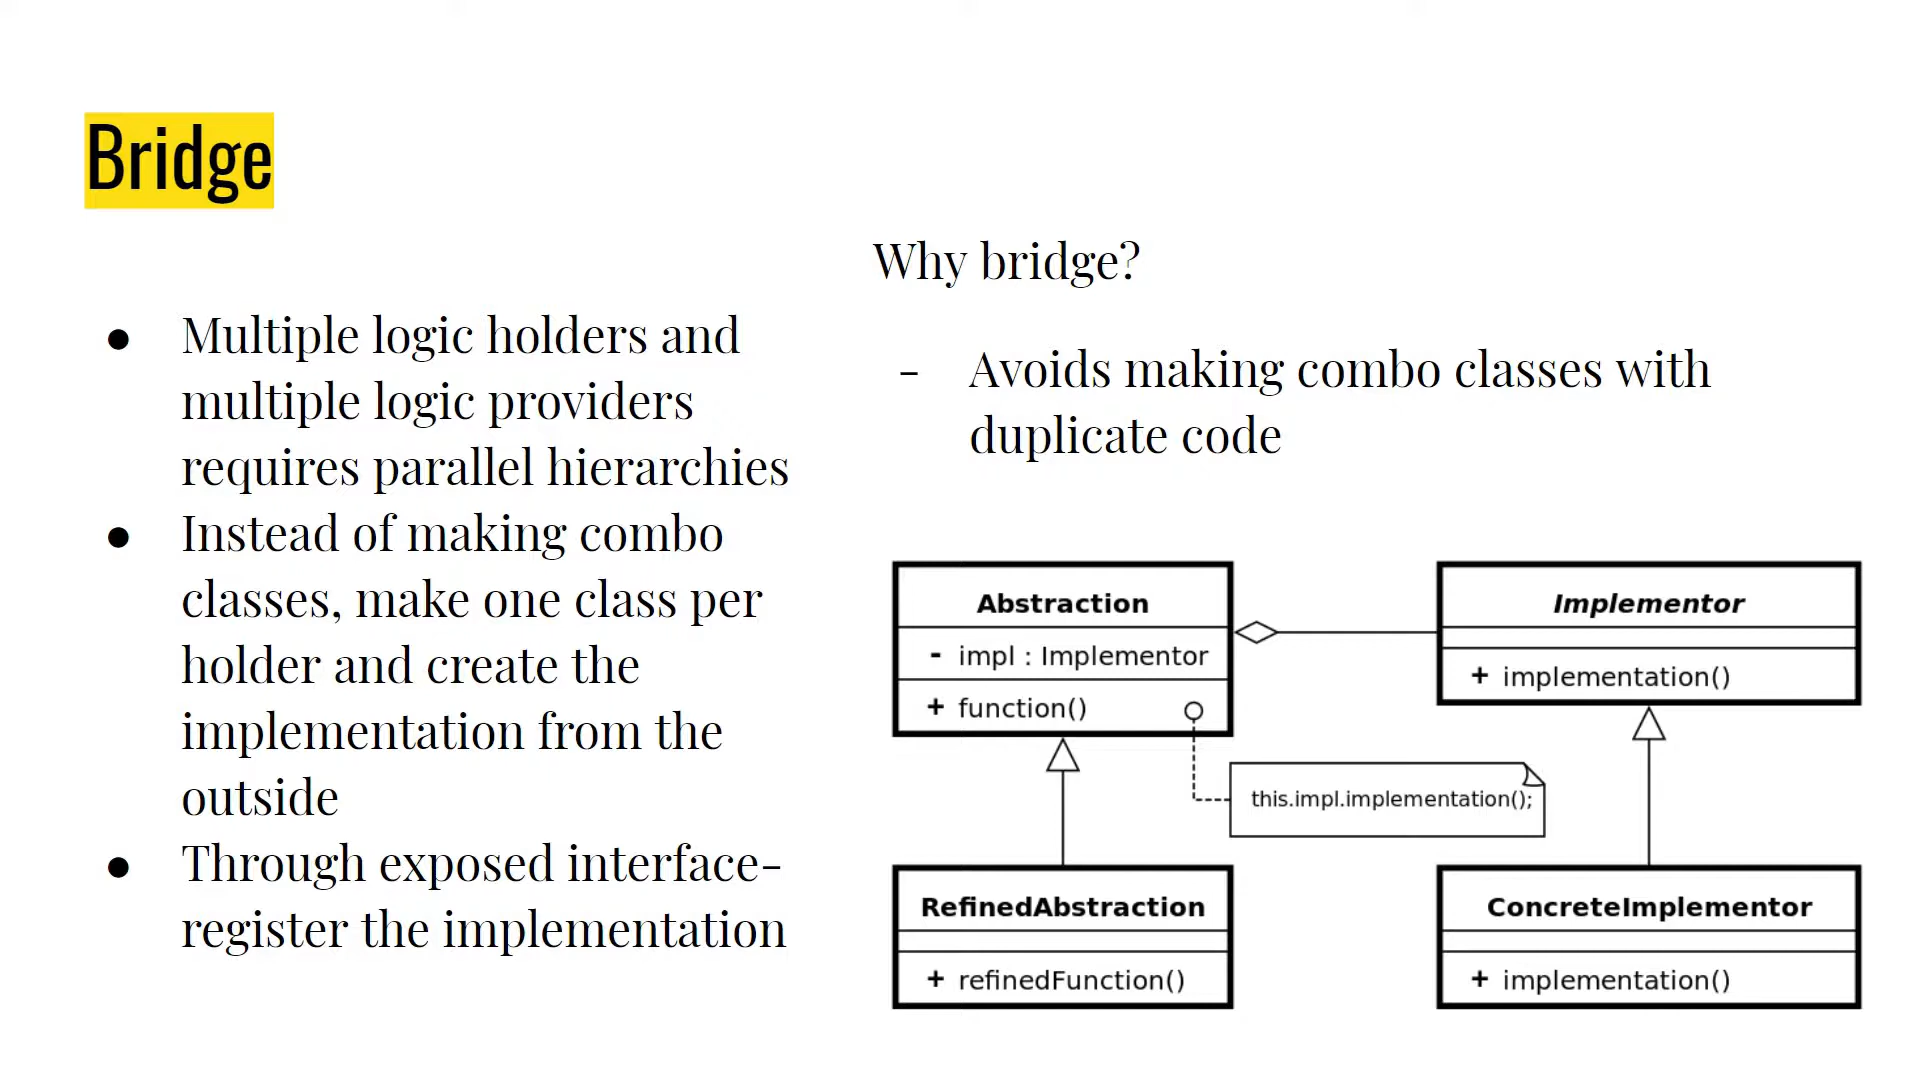 Bridge
● Multiple logic holders and
multiple logic providers
requires parallel hierarchies
● Instead of making combo
classes, make one class per
holder and create the
implementation from the
outside
● Through exposed interface-
register the implementation
Why bridge?
- Avoids making combo classes with
duplicate code
Abstraction
- impl : Implementor
+ function()
Implementor
+ implementation()
this.impl.implementation();
RefinedAbstraction
+ refinedFunction()
ConcreteImplementor
+ implementation()